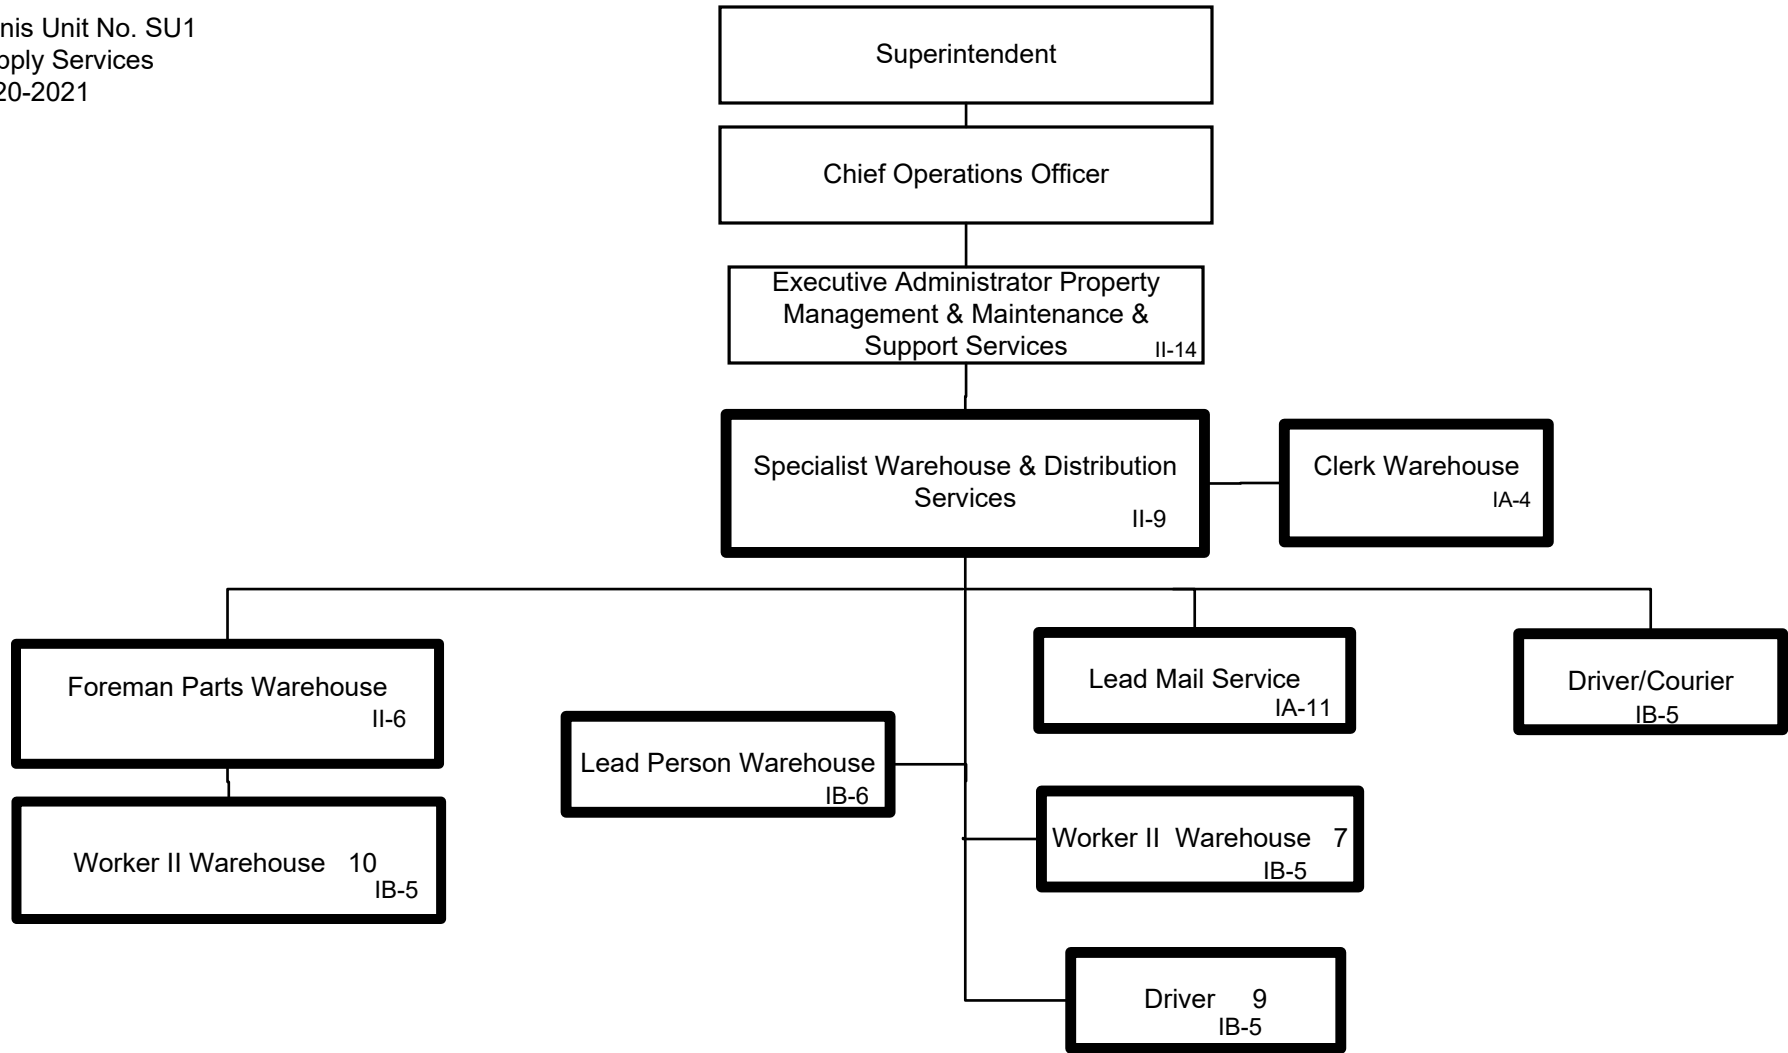 nis Unit No. SU1
pply Services
20-2021
Superintendent
Chief Operations Officer
Executive Administrator Property
Management & Maintenance &
Support Services II-14
Specialist Warehouse & Distribution
Services
II-9
Clerk Warehouse
IA-4
Foreman Parts Warehouse
II-6
Lead Mail Service
IA-11
Driver/Courier
IB-5
Lead Person Warehouse
IB-6
Worker II Warehouse 10
IB-5
Worker II Warehouse 7
IB-5
Driver 9
IB-5